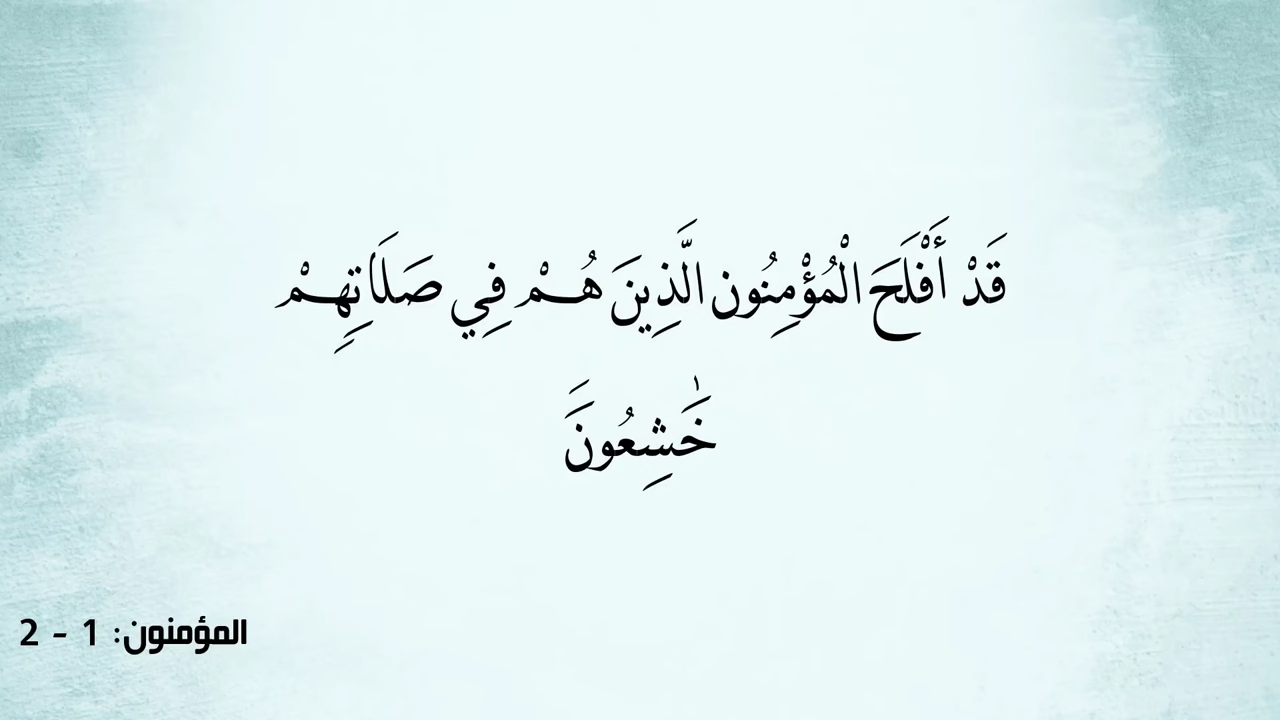 قَدْ أَفْلَحَ الْمُؤْمِنُون الَّذِينَ هُمْ فِي صَلَاتِهِمْ
خَٰشِعُونَ
المؤمنون: 1 - 2